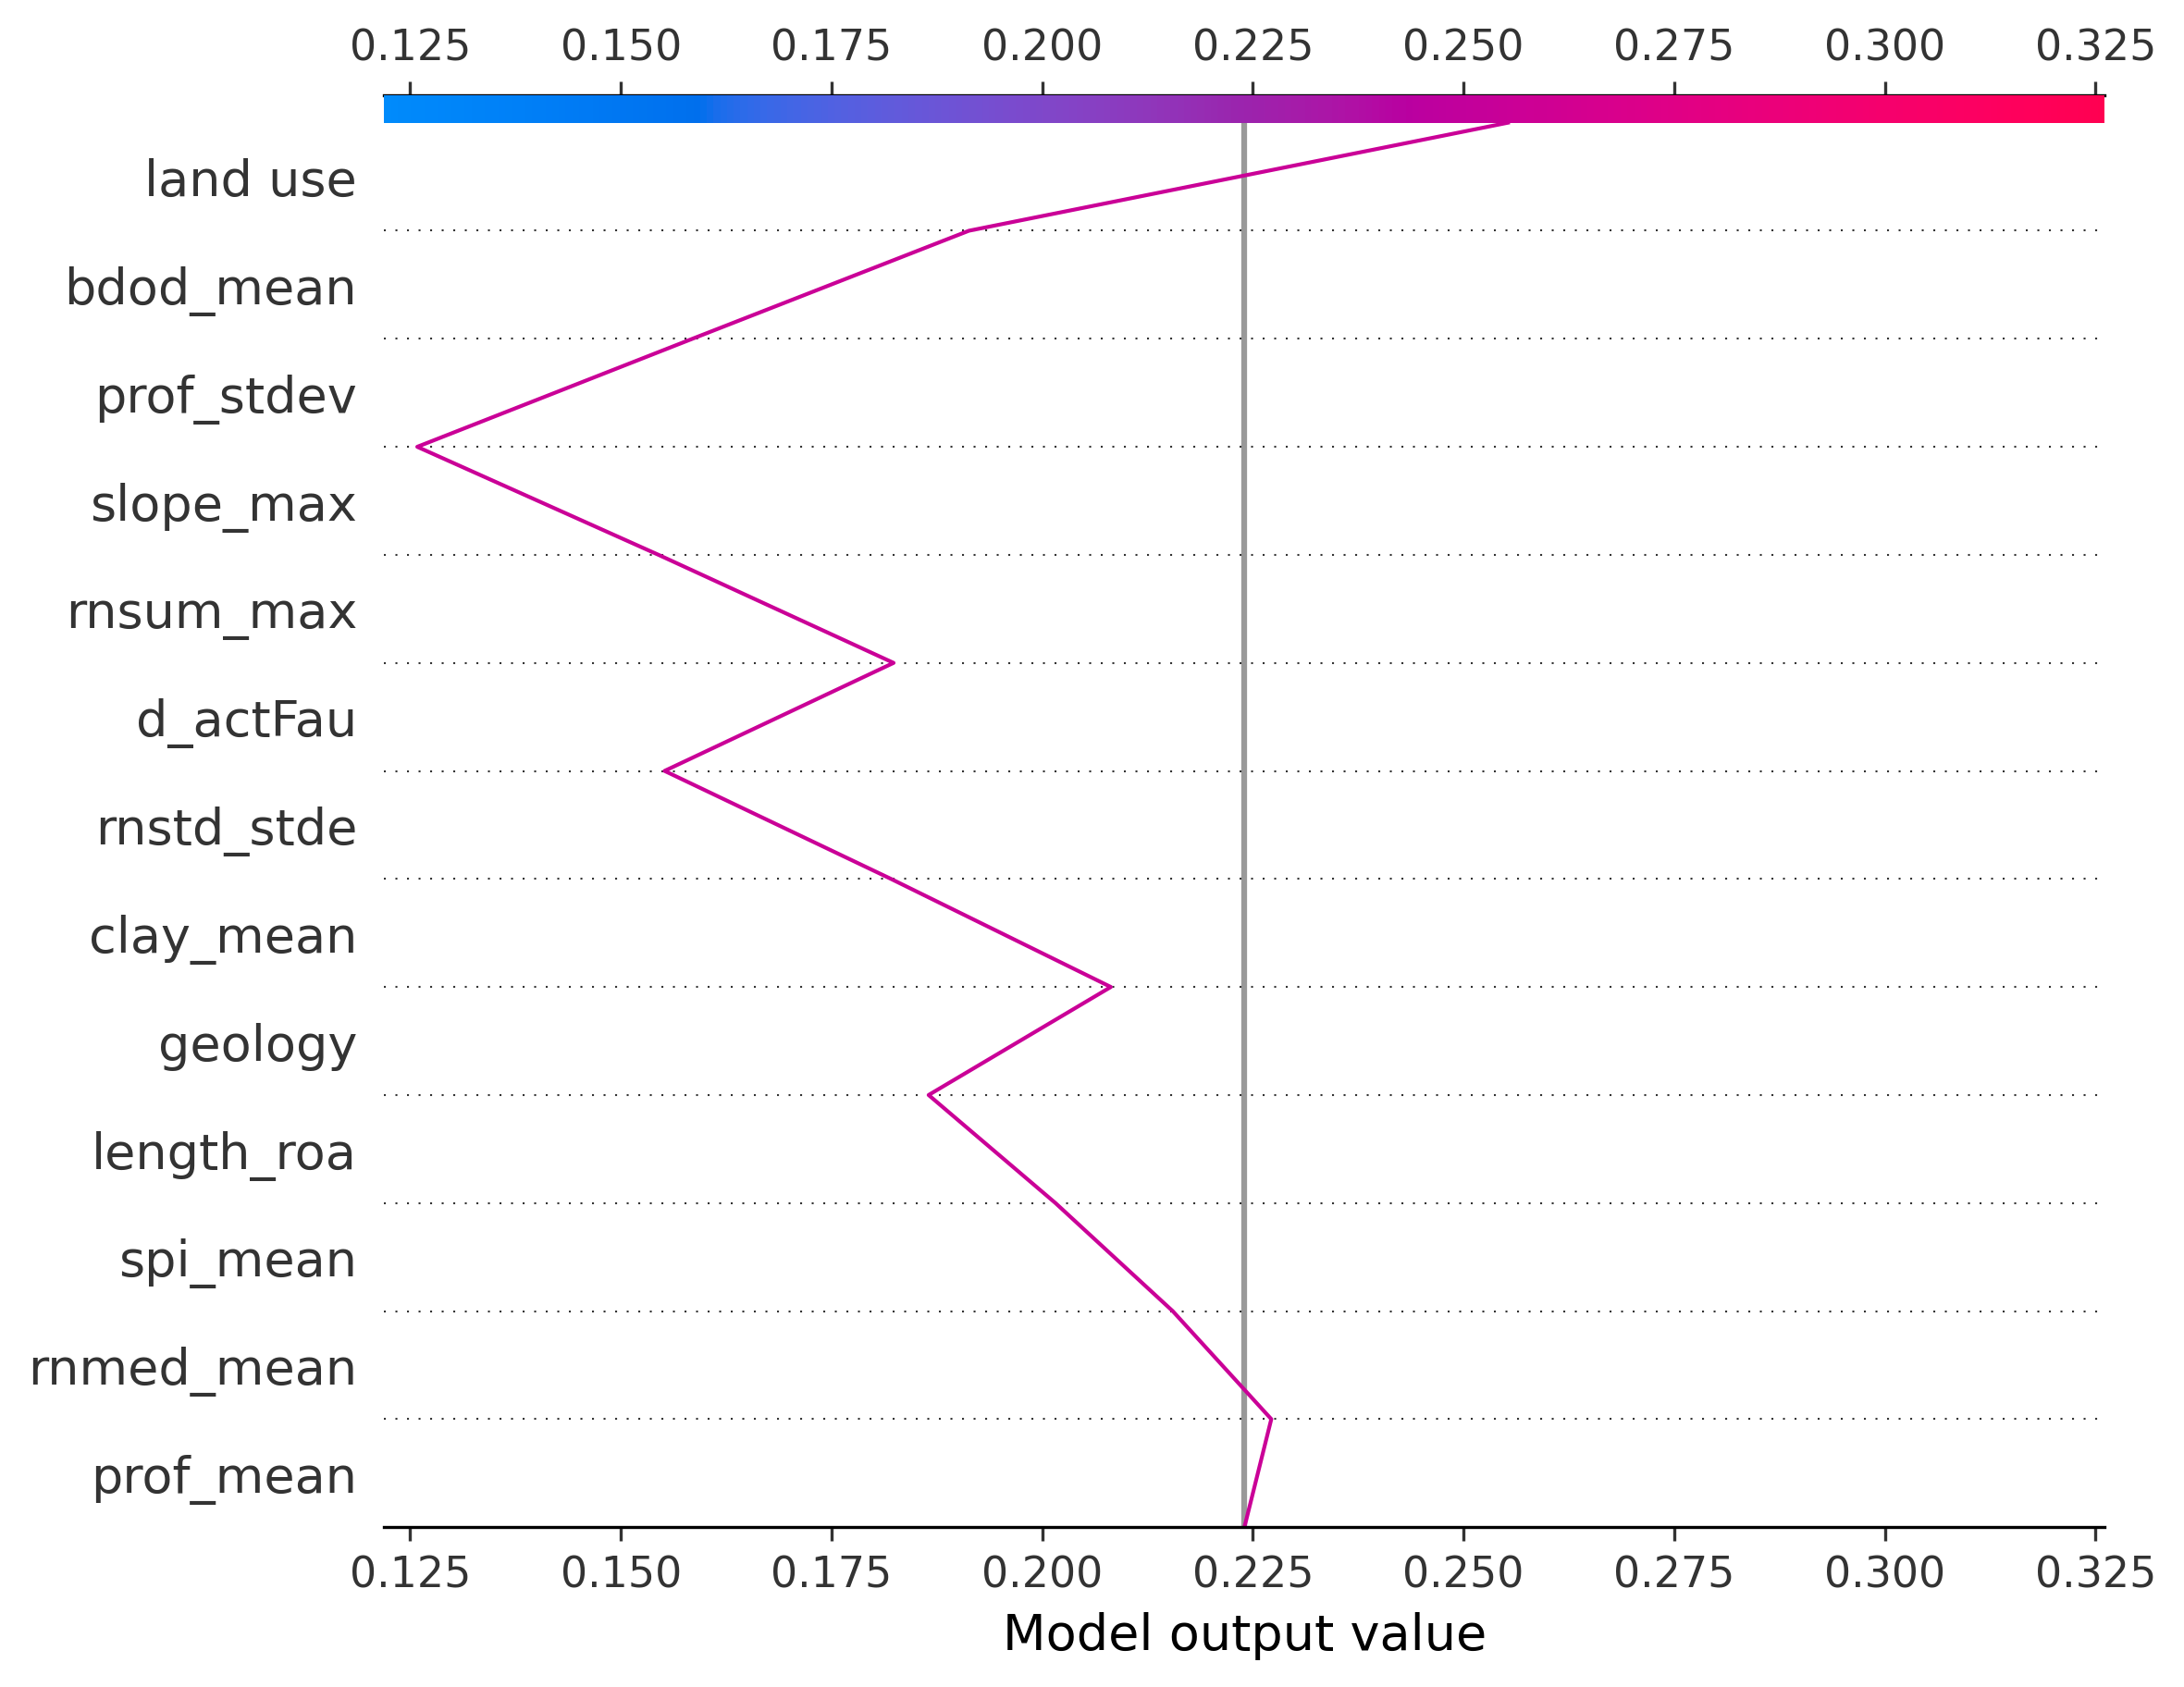 0.125 0.150 0.175 0.200 0.225 0.250 0.275 0.300 0.325
land use
bdod_mean
prof_stdev
slope_max
rnsum_max
d_actFau
rnstd_stde
clay_mean
geology
length_roa
spi_mean
rnmed_mean
prof_mean
0.125 0.150 0.175 0.200 0.225 0.250 0.275 0.300 0.325
Model output value